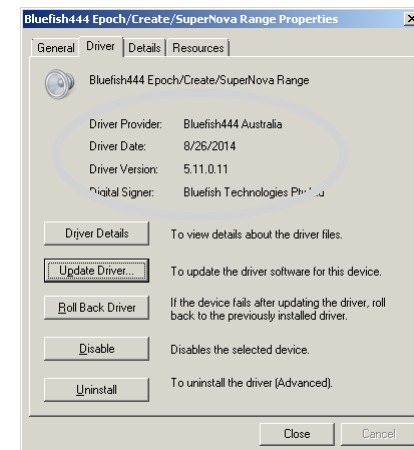 Bluefish444 Epoch/Create/SuperNova Range Properties
General Driver Details Resources
Bluefish444 Epoch/Create/SuperNova Range
Driver Provider: Bluefish444 Australia
Driver Date: 8/26/2014
Driver Version: 5.11.0.11
Digital Signer: Bluefish Technologies Pty Ltd
Driver Details To view details about the driver files.
Update Driver... To update the driver software for this device.
Roll Back Driver If the device fails after updating the driver, roll
back to the previously installed driver.
Disable Disables the selected device.
Uninstall To uninstall the driver (Advanced).
Close Cancel